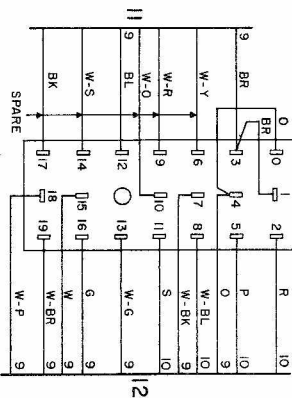 12
10 10 9 10 9 10 9 9 9 9 9
R P O W-BL W-BK S W-G G W W-BR W-P
2 5 8 11 13 16 19
1 4 7 10 15 18
0 3 6 9 12 14 17
O BR
SPARE
BR W-Y W-R W-O BL W-S BK
9 9
11